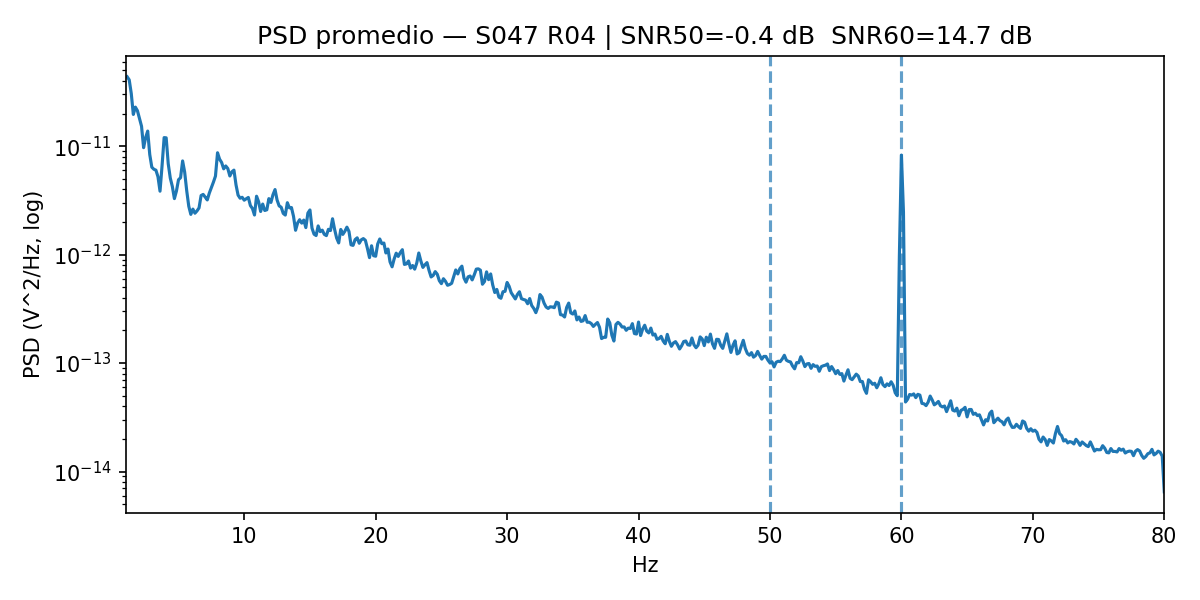 PSD promedio — S047 R04 | SNR50=-0.4 dB  SNR60=14.7 dB
PSD (V^2/Hz, log)
10⁻¹¹
10⁻¹²
10⁻¹³
10⁻¹⁴
10 20 30 40 50 60 70 80
Hz